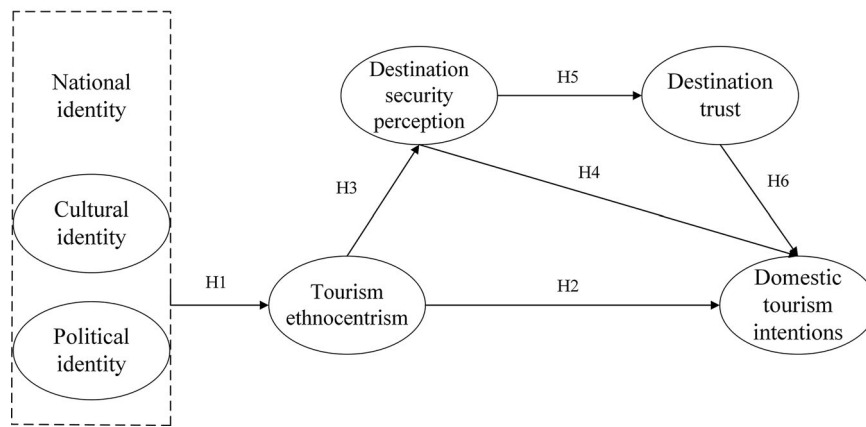 National
identity
Cultural
identity
Political
identity
H1
Tourism
ethnocentrism
H3
Destination
security
perception
H5
Destination
trust
H4
H6
H2
Domestic
tourism
intentions